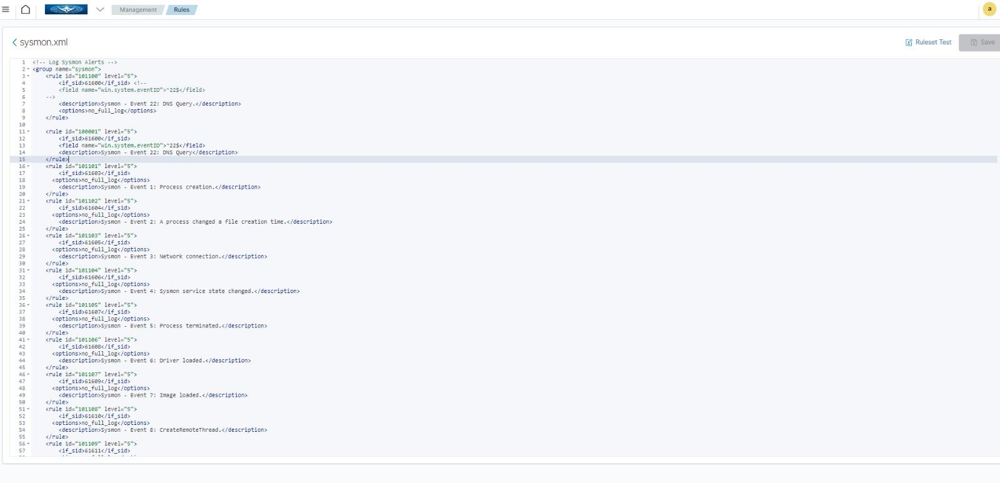 Management Rules a
sysmon.xml Ruleset Test Save
1 <!-- Log Sysmon Alerts -->
2 <group name="sysmon">
3 <rule id="101100" level="5">
4 <if_sid>61600</if_sid> <!--
5 <field name="win.system.eventID">^22$</field>
6 -->
7 <description>Sysmon - Event 22: DNS Query.</description>
8 <options>no_full_log</options>
9 </rule>
10
11 <rule id="100001" level="5">
12 <if_sid>61600</if_sid>
13 <field name="win.system.eventID">^22$</field>
14 <description>Sysmon - Event 22: DNS Query</description>
15 </rule>
16 <rule id="101101" level="5">
17 <if_sid>61603</if_sid>
18 <options>no_full_log</options>
19 <description>Sysmon - Event 1: Process creation.</description>
20 </rule>
21 <rule id="101102" level="5">
22 <if_sid>61604</if_sid>
23 <options>no_full_log</options>
24 <description>Sysmon - Event 2: A process changed a file creation time.</description>
25 </rule>
26 <rule id="101103" level="5">
27 <if_sid>61605</if_sid>
28 <options>no_full_log</options>
29 <description>Sysmon - Event 3: Network connection.</description>
30 </rule>
31 <rule id="101104" level="5">
32 <if_sid>61606</if_sid>
33 <options>no_full_log</options>
34 <description>Sysmon - Event 4: Sysmon service state changed.</description>
35 </rule>
36 <rule id="101105" level="5">
37 <if_sid>61607</if_sid>
38 <options>no_full_log</options>
39 <description>Sysmon - Event 5: Process terminated.</description>
40 </rule>
41 <rule id="101106" level="5">
42 <if_sid>61608</if_sid>
43 <options>no_full_log</options>
44 <description>Sysmon - Event 6: Driver loaded.</description>
45 </rule>
46 <rule id="101107" level="5">
47 <if_sid>61609</if_sid>
48 <options>no_full_log</options>
49 <description>Sysmon - Event 7: Image loaded.</description>
50 </rule>
51 <rule id="101108" level="5">
52 <if_sid>61610</if_sid>
53 <options>no_full_log</options>
54 <description>Sysmon - Event 8: CreateRemoteThread.</description>
55 </rule>
56 <rule id="101109" level="5">
57 <if_sid>61611</if_sid>